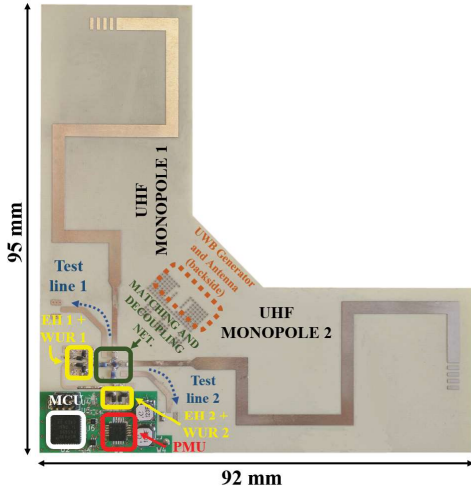 UHF
MONOPOLE 1
95 mm
UWB Generator
and Antenna
(backside)
Test
line 1
MATCHING AND
DECOUPLING
NET.
UHF
MONOPOLE 2
EH 1 +
WUR 1
Test
line 2
MCU
EH 2 +
WUR 2
PMU
92 mm